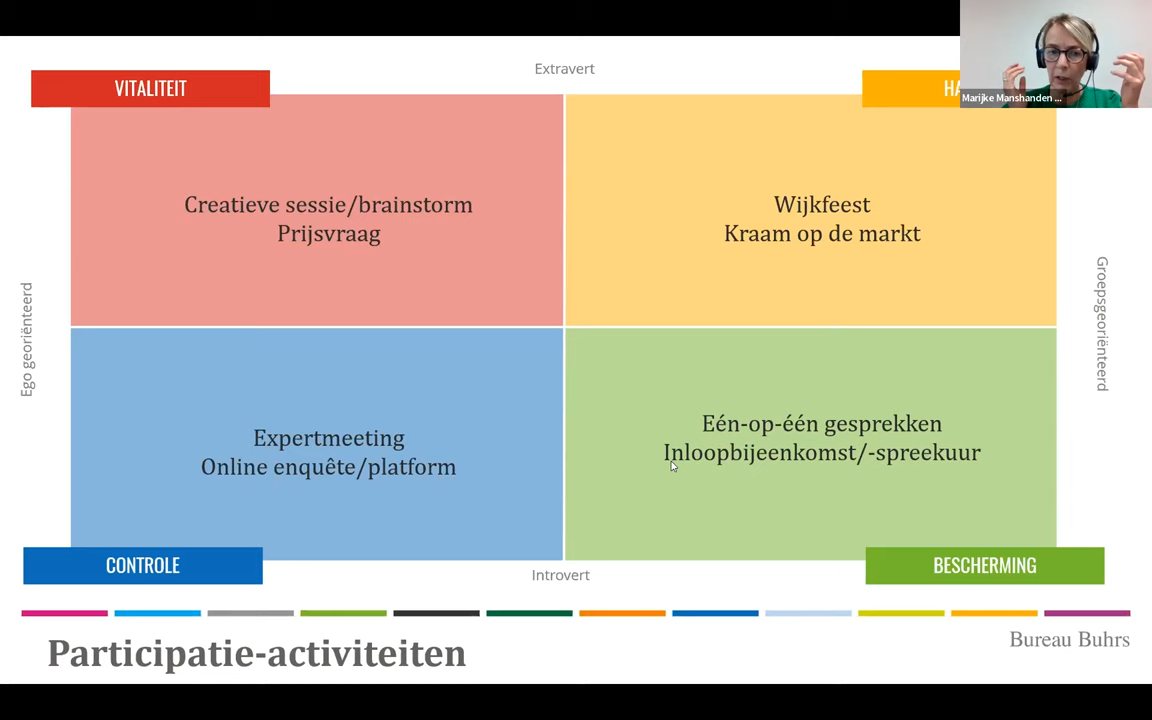 Extravert
VITALITEIT
HA
Marijke Manshanden ...
Creatieve sessie/brainstorm
Prijsvraag
Wijkfeest
Kraam op de markt
Ego georiënteerd
Groepsgeoriënteerd
Expertmeeting
Online enquête/platform
Eén-op-één gesprekken
Inloopbijeenkomst/-spreekuur
CONTROLE
BESCHERMING
Introvert
Participatie-activiteiten
Bureau Buhrs